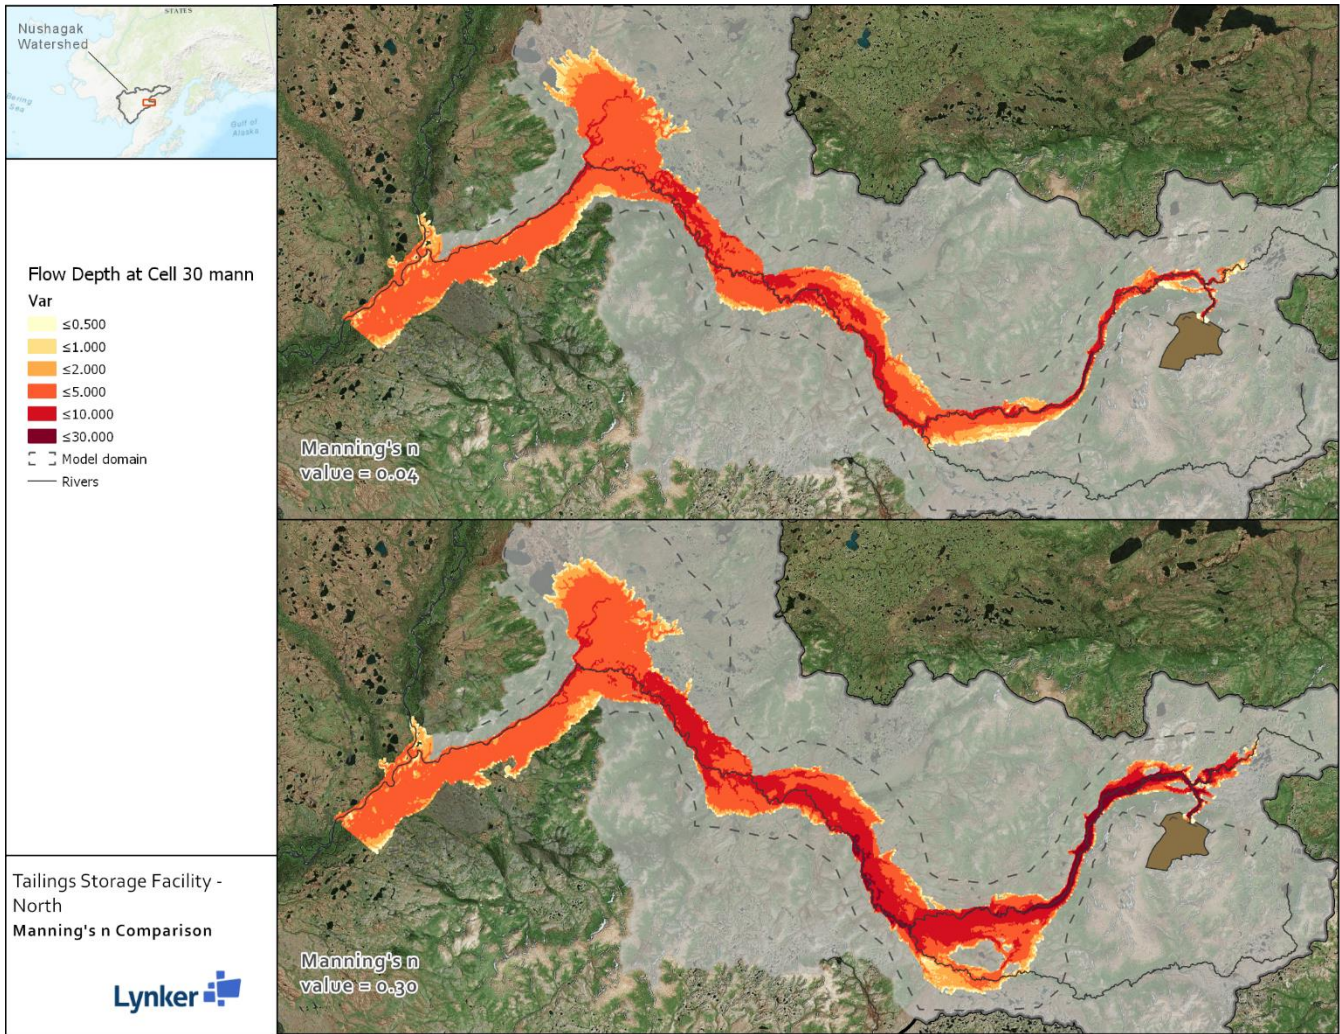 STATES
Nushagak
Watershed
Bering
Sea
Gulf of
Alaska
Flow Depth at Cell 30 mann
Var
≤0.500
≤1.000
≤2.000
≤5.000
≤10.000
≤30.000
Model domain
Rivers
Tailings Storage Facility -
North
Manning's n Comparison
Lynker
Manning's n
value = 0.04
Manning's n
value = 0.30